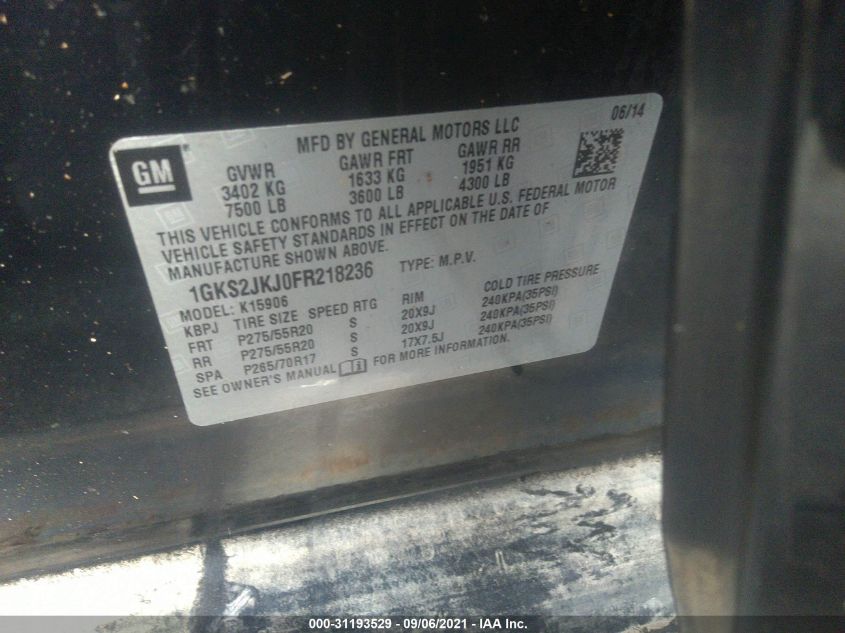 MFD BY GENERAL MOTORS LLC 06/14
GM
GVWR GAWR FRT GAWR RR
3402 KG 1633 KG 1951 KG
7500 LB 3600 LB 4300 LB
THIS VEHICLE CONFORMS TO ALL APPLICABLE U.S. FEDERAL MOTOR
VEHICLE SAFETY STANDARDS IN EFFECT ON THE DATE OF
MANUFACTURE SHOWN ABOVE.
1GKS2JKJ0FR218236 TYPE: M.P.V.
MODEL: K15906
KBPJ TIRE SIZE SPEED RTG RIM COLD TIRE PRESSURE
FRT P275/55R20 S 20X9J 240KPA(35PSI)
RR P275/55R20 S 20X9J 240KPA(35PSI)
SPA P265/70R17 S 17X7.5J 240KPA(35PSI)
SEE OWNER'S MANUAL FOR MORE INFORMATION.
000-31193529 - 09/06/2021 - IAA Inc.